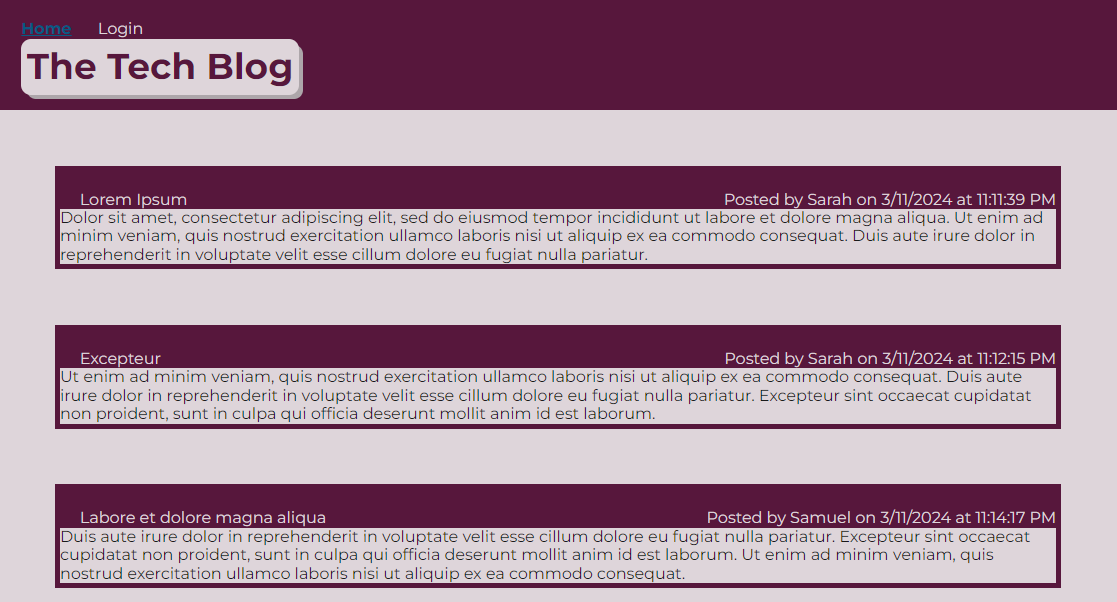 Home Login
The Tech Blog
Lorem Ipsum Posted by Sarah on 3/11/2024 at 11:11:39 PM
Dolor sit amet, consectetur adipiscing elit, sed do eiusmod tempor incididunt ut labore et dolore magna aliqua. Ut enim ad
minim veniam, quis nostrud exercitation ullamco laboris nisi ut aliquip ex ea commodo consequat. Duis aute irure dolor in
reprehenderit in voluptate velit esse cillum dolore eu fugiat nulla pariatur.
Excepteur Posted by Sarah on 3/11/2024 at 11:12:15 PM
Ut enim ad minim veniam, quis nostrud exercitation ullamco laboris nisi ut aliquip ex ea commodo consequat. Duis aute
irure dolor in reprehenderit in voluptate velit esse cillum dolore eu fugiat nulla pariatur. Excepteur sint occaecat cupidatat
non proident, sunt in culpa qui officia deserunt mollit anim id est laborum.
Labore et dolore magna aliqua Posted by Samuel on 3/11/2024 at 11:14:17 PM
Duis aute irure dolor in reprehenderit in voluptate velit esse cillum dolore eu fugiat nulla pariatur. Excepteur sint occaecat
cupidatat non proident, sunt in culpa qui officia deserunt mollit anim id est laborum. Ut enim ad minim veniam, quis
nostrud exercitation ullamco laboris nisi ut aliquip ex ea commodo consequat.